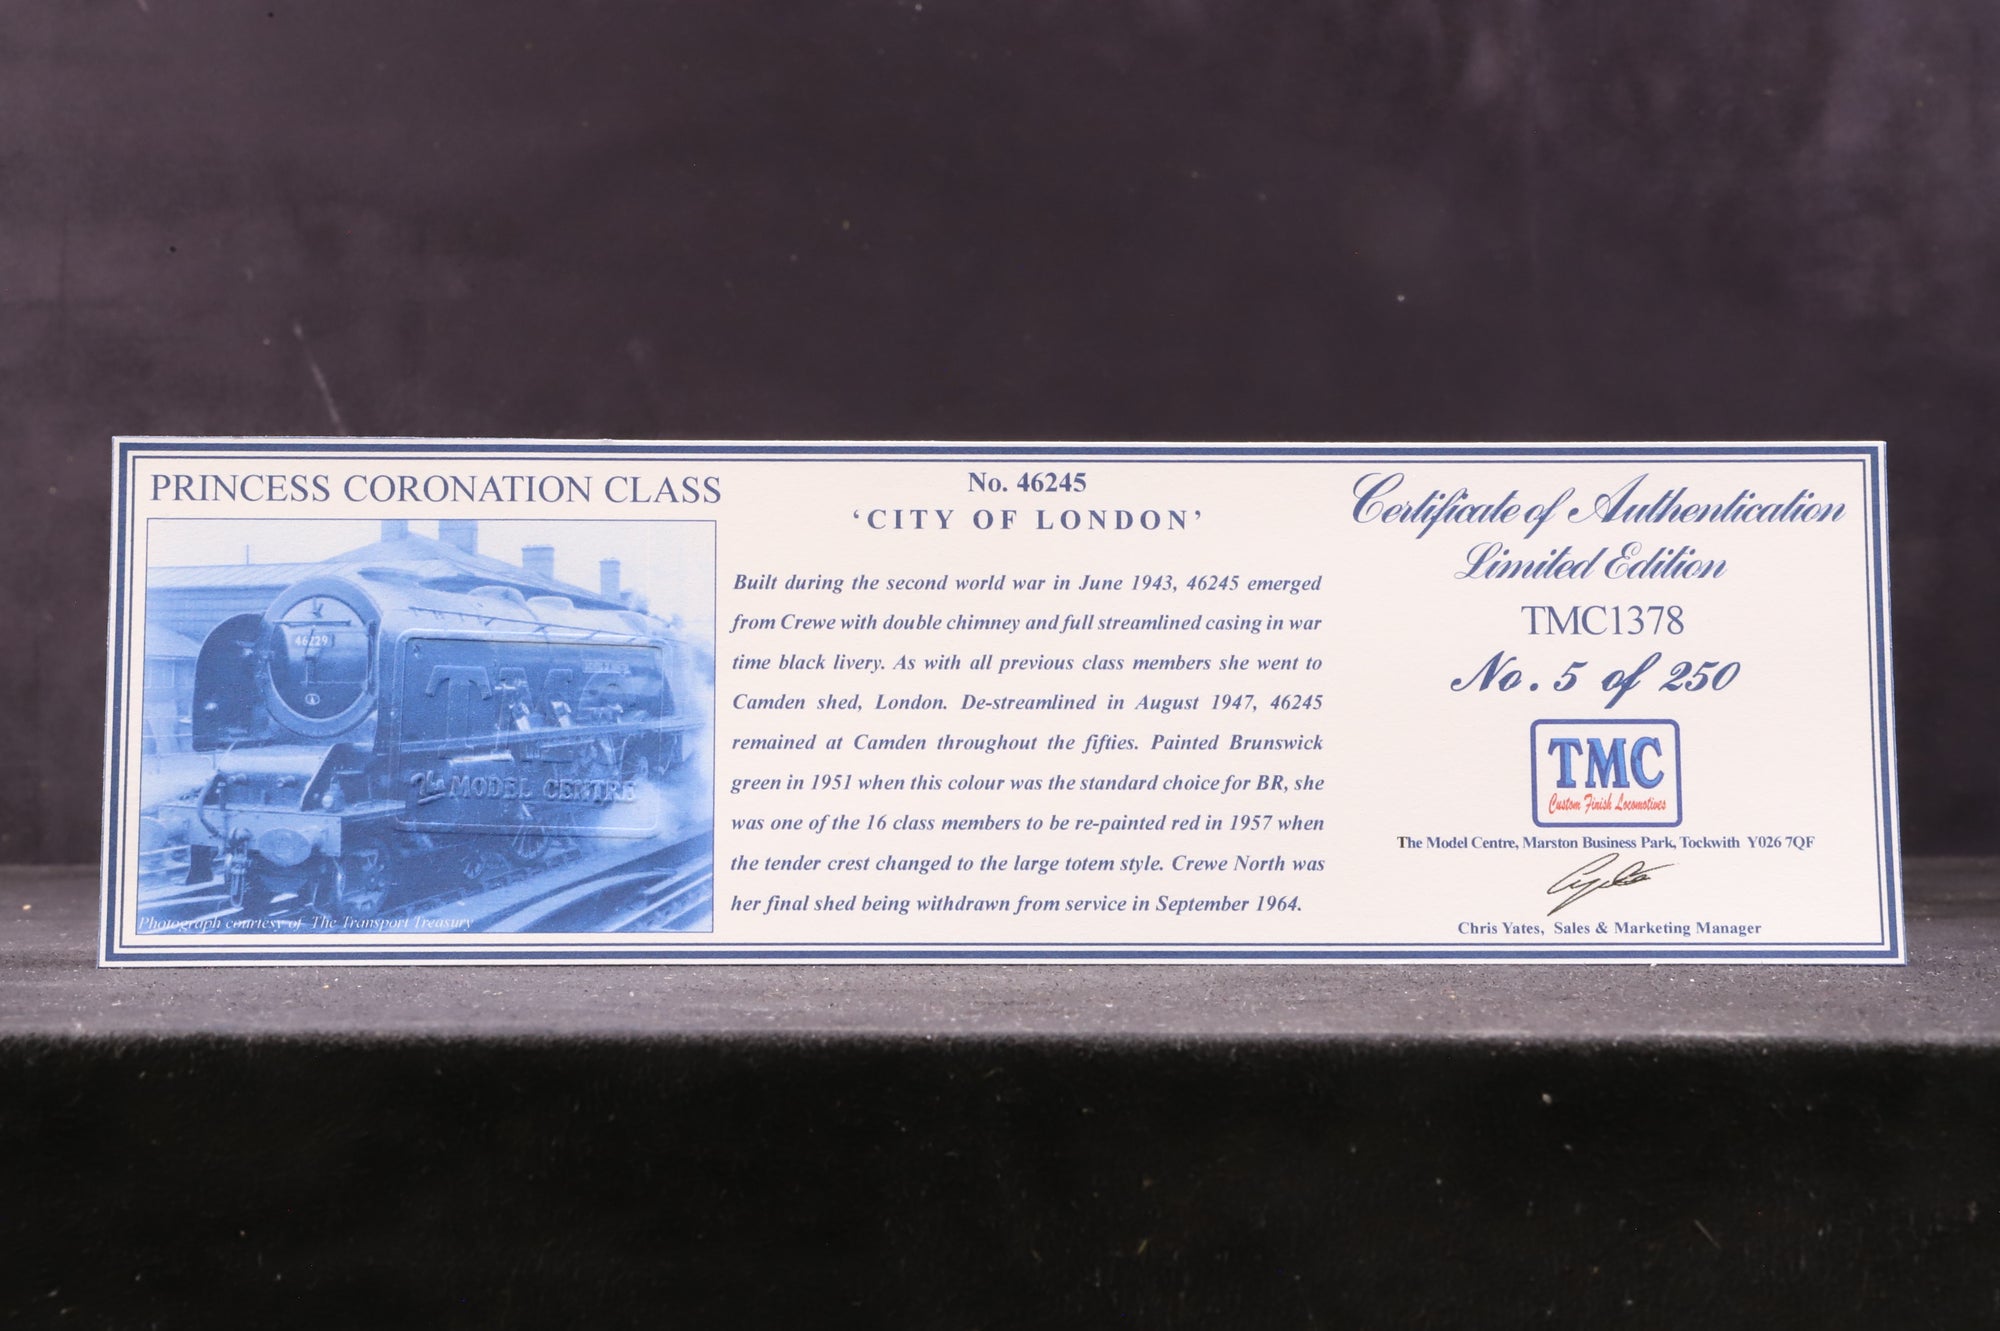 PRINCESS CORONATION CLASS
46229
TMC
The MODEL CENTRE
Photograph courtesy of The Transport Treasury
No. 46245
‘CITY OF LONDON’
Built during the second world war in June 1943, 46245 emerged
from Crewe with double chimney and full streamlined casing in war
time black livery. As with all previous class members she went to
Camden shed, London. De-streamlined in August 1947, 46245
remained at Camden throughout the fifties. Painted Brunswick
green in 1951 when this colour was the standard choice for BR, she
was one of the 16 class members to be re-painted red in 1957 when
the tender crest changed to the large totem style. Crewe North was
her final shed being withdrawn from service in September 1964.
Certificate of Authentication
Limited Edition
TMC1378
No. 5 of 250
TMC
Custom Finish Locomotives
The Model Centre, Marston Business Park, Tockwith YO26 7QF
Chris Yates, Sales & Marketing Manager